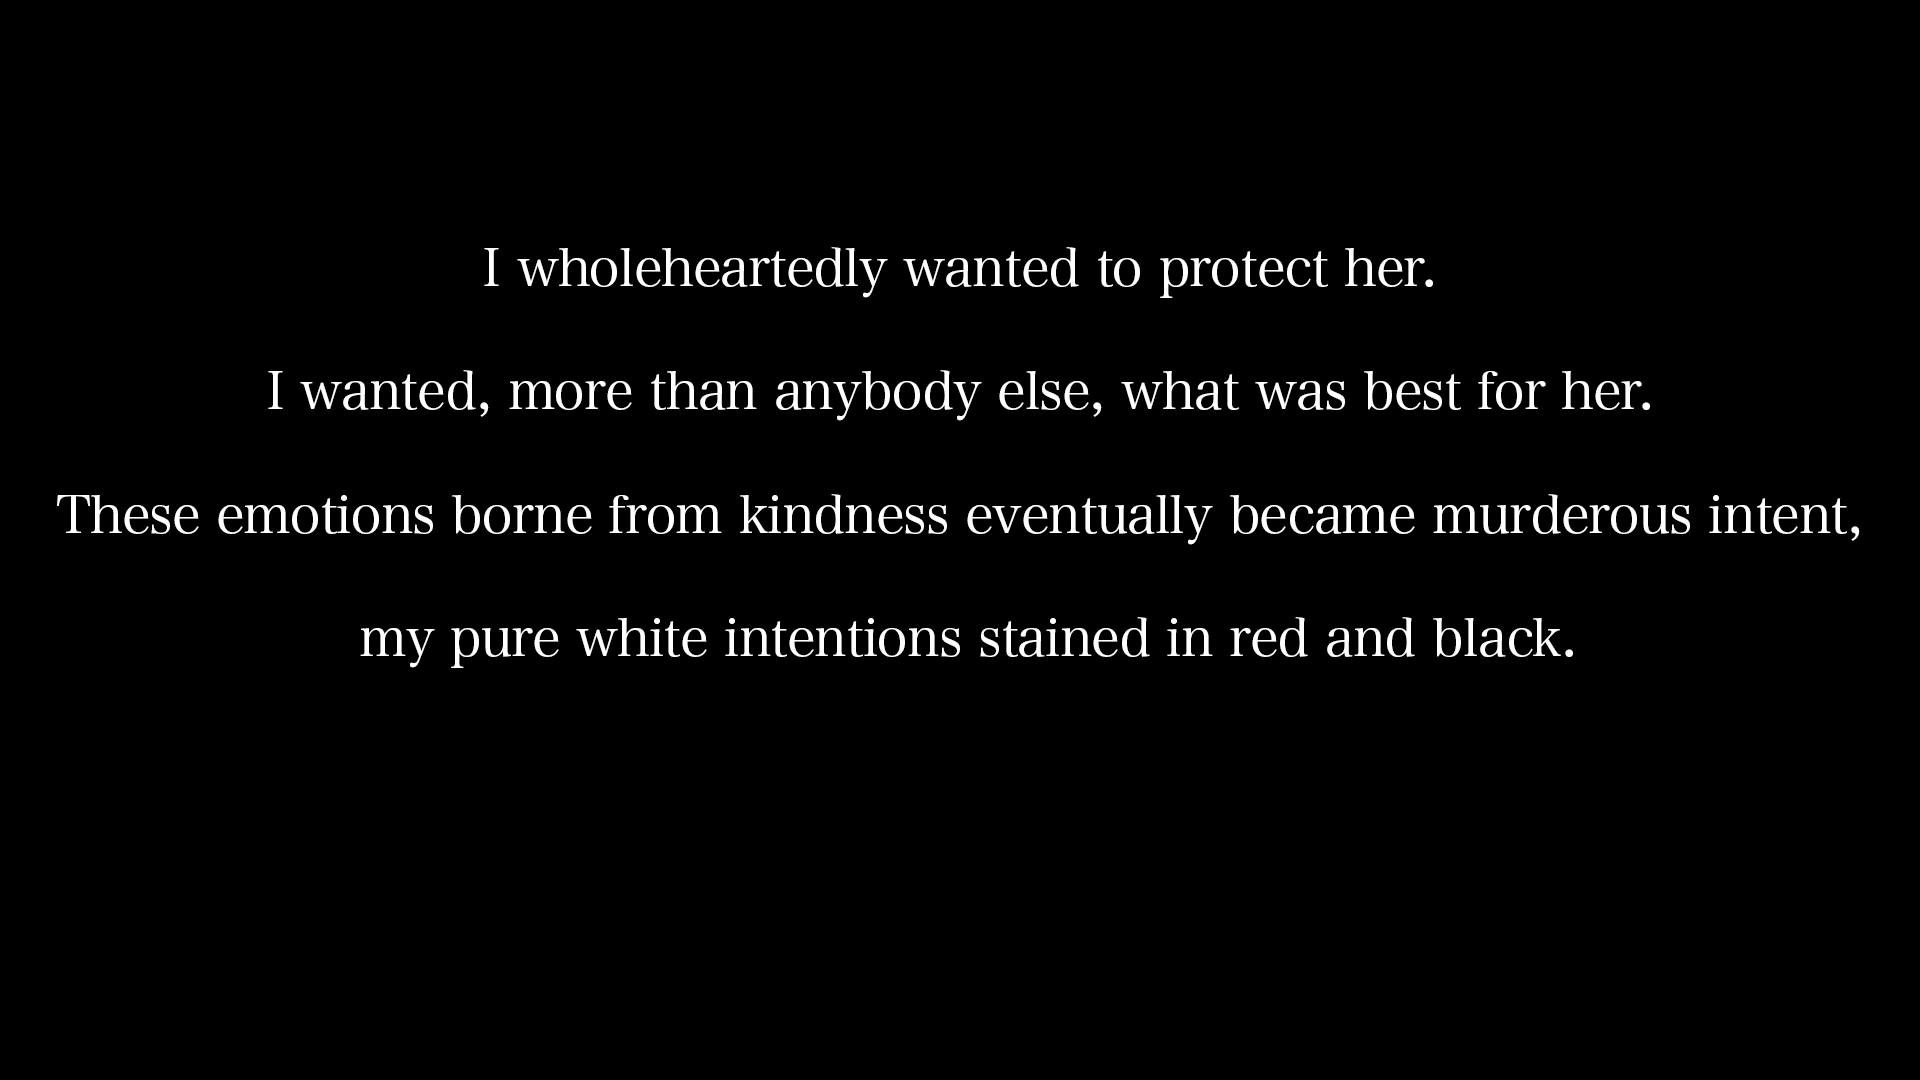 I wholeheartedly wanted to protect her.
I wanted, more than anybody else, what was best for her.
These emotions borne from kindness eventually became murderous intent,
my pure white intentions stained in red and black.